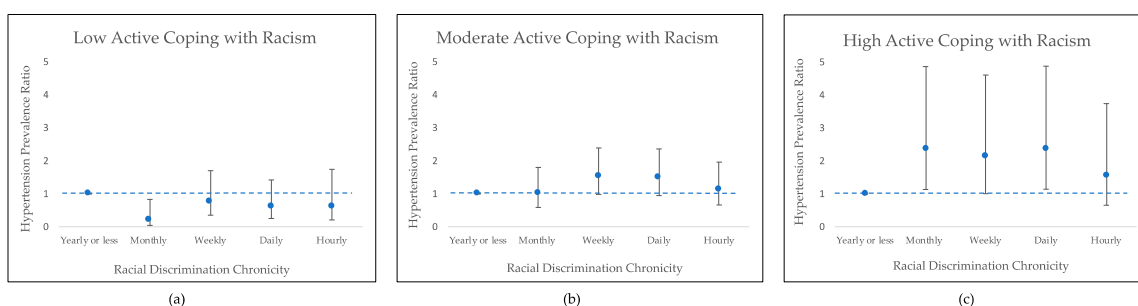 Low Active Coping with Racism
Hypertension Prevalence Ratio
5
4
3
2
1
0
Yearly or less Monthly Weekly Daily Hourly
Racial Discrimination Chronicity
(a)
Moderate Active Coping with Racism
Hypertension Prevalence Ratio
5
4
3
2
1
0
Yearly or less Monthly Weekly Daily Hourly
Racial Discrimination Chronicity
(b)
High Active Coping with Racism
Hypertension Prevalence Ratio
5
4
3
2
1
0
Yearly or less Monthly Weekly Daily Hourly
Racial Discrimination Chronicity
(c)